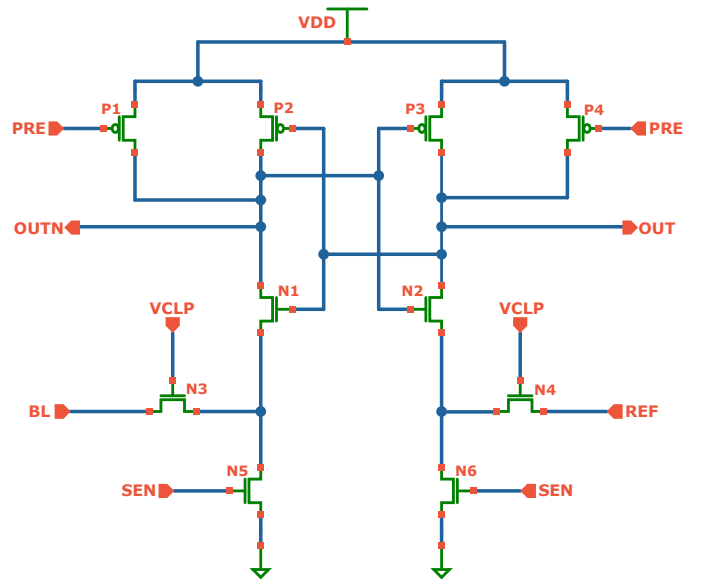 VDD
P1
P2
P3
P4
PRE
PRE
OUTN
OUT
N1
N2
VCLP
VCLP
N3
N4
BL
REF
N5
N6
SEN
SEN